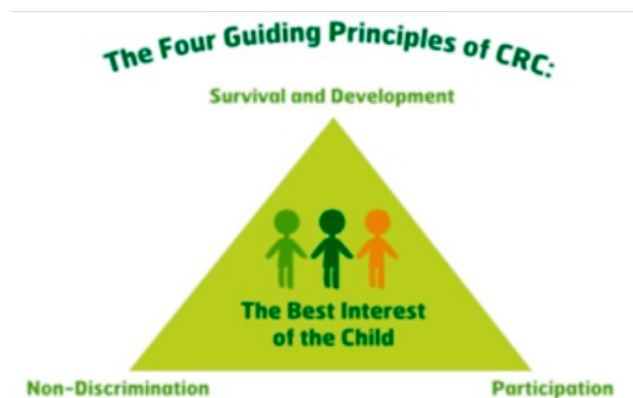 The Four Guiding Principles of CRC:
Survival and Development
The Best Interest
of the Child
Non-Discrimination
Participation